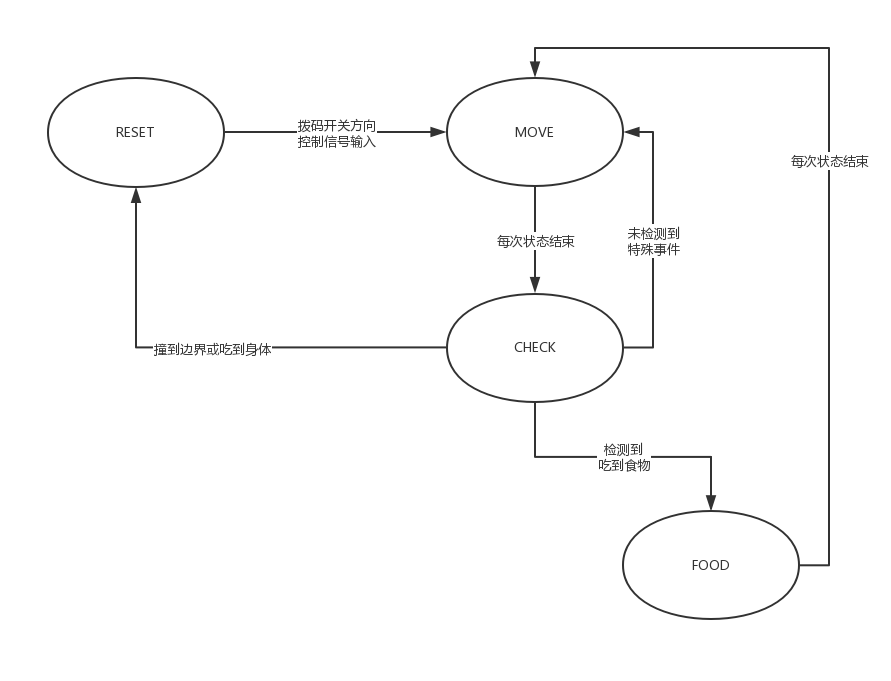 RESET
拨码开关方向
控制信号输入
MOVE
每次状态结束
每次状态结束
未检测到
特殊事件
撞到边界或吃到身体
CHECK
检测到
吃到食物
FOOD